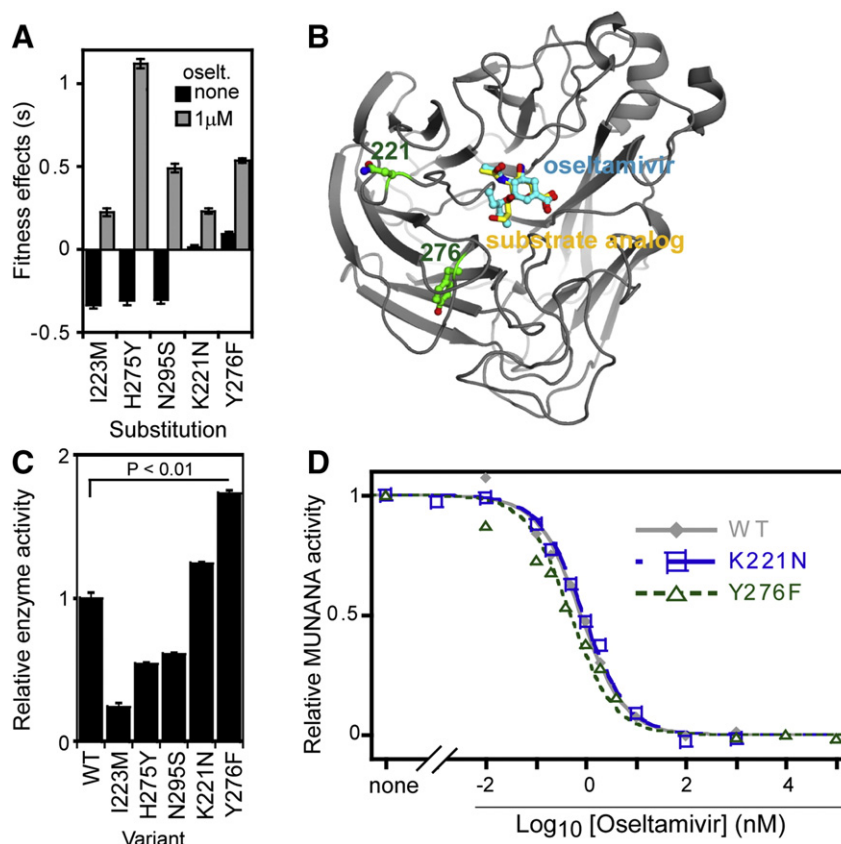 A
Fitness effects (s)
1
0.5
0
-0.5
oselt.
none
1μM
I223M
H275Y
N295S
K221N
Y276F
Substitution
B
221
276
oseltamivir
substrate analog
C
Relative enzyme activity
2
1
0
P < 0.01
WT
I223M
H275Y
N295S
K221N
Y276F
Variant
D
Relative MUNANA activity
1
0.5
0
WT
K221N
Y276F
none
-2
0
2
4
Log10 [Oseltamivir] (nM)